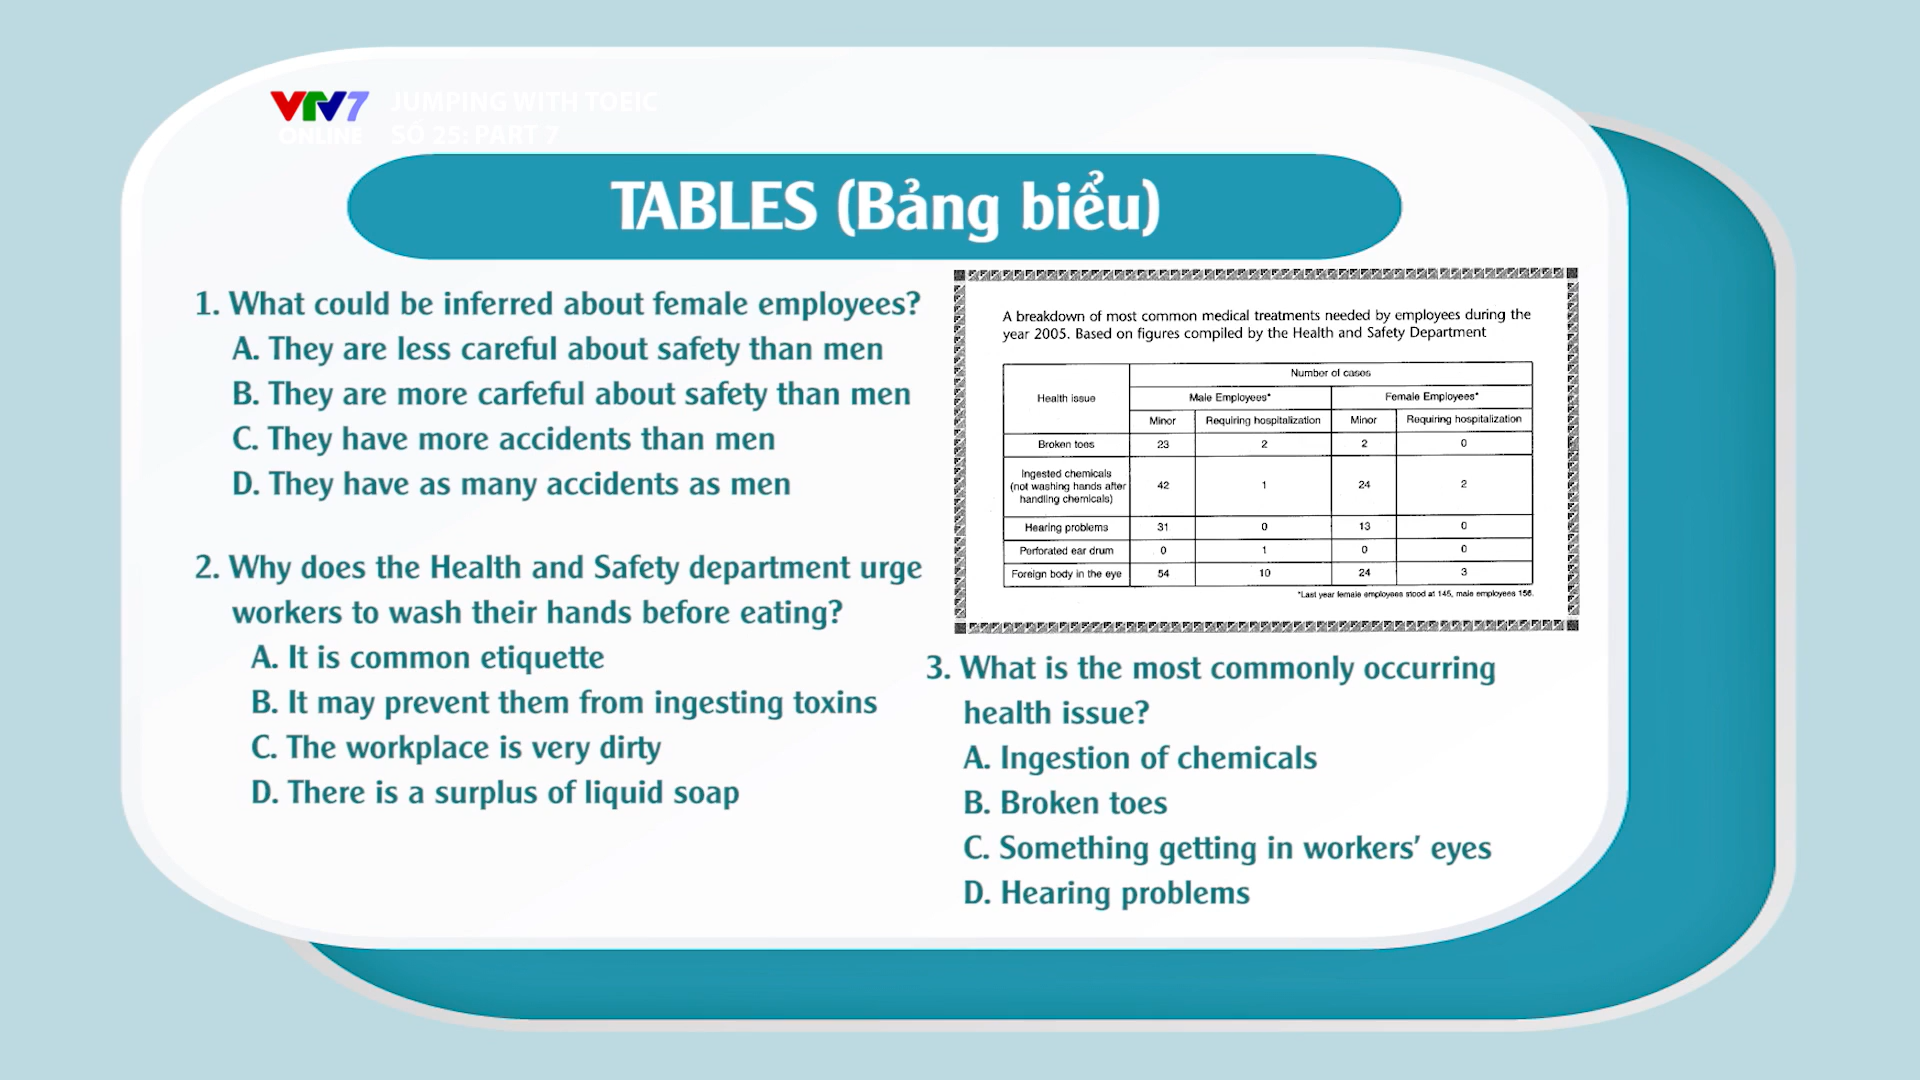 VTV7
ONLINE
JUMPING WITH TOEIC
SỐ 25: PART 7
TABLES (Bảng biểu)
1. What could be inferred about female employees?
A. They are less careful about safety than men
B. They are more carfeful about safety than men
C. They have more accidents than men
D. They have as many accidents as men
2. Why does the Health and Safety department urge
workers to wash their hands before eating?
A. It is common etiquette
B. It may prevent them from ingesting toxins
C. The workplace is very dirty
D. There is a surplus of liquid soap
A breakdown of most common medical treatments needed by employees during the
year 2005. Based on figures compiled by the Health and Safety Department
Health issue
Number of cases
Male Employees* Female Employees*
Minor Requiring hospitalization Minor Requiring hospitalization
Broken toes 23 2 2 0
Ingested chemicals
(not washing hands after
handling chemicals)
42 1 24 2
Hearing problems 31 0 13 0
Perforated ear drum 0 1 0 0
Foreign body in the eye 54 10 24 3
*Last year female employees stood at 145, male employees 156.
3. What is the most commonly occurring
health issue?
A. Ingestion of chemicals
B. Broken toes
C. Something getting in workers' eyes
D. Hearing problems